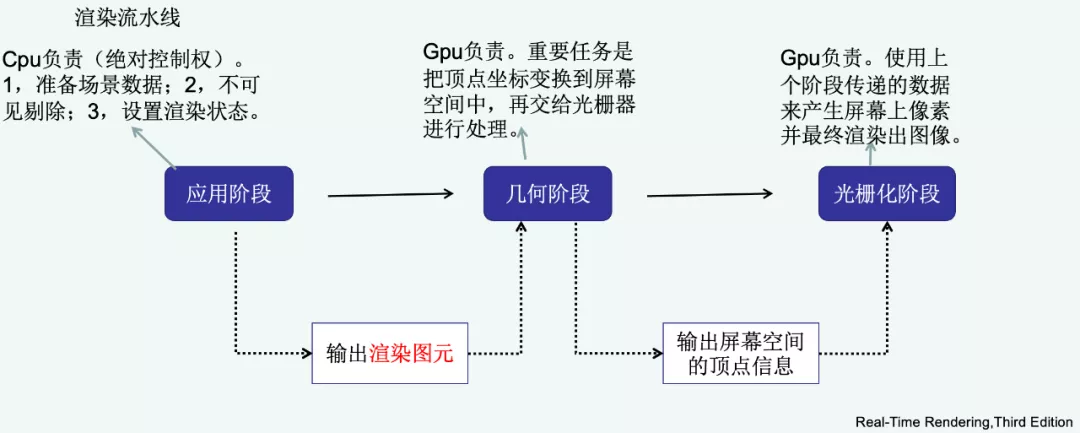 渲染流水线
Cpu负责（绝对控制权）。
1，准备场景数据；2，不可
见剔除；3，设置渲染状态。
Gpu负责。重要任务是
把顶点坐标变换到屏幕
空间中，再交给光栅器
进行处理。
Gpu负责。使用上
个阶段传递的数据
来产生屏幕上像素
并最终渲染出图像。
应用阶段
几何阶段
光栅化阶段
输出渲染图元
输出屏幕空间
的顶点信息
Real-Time Rendering,Third Edition